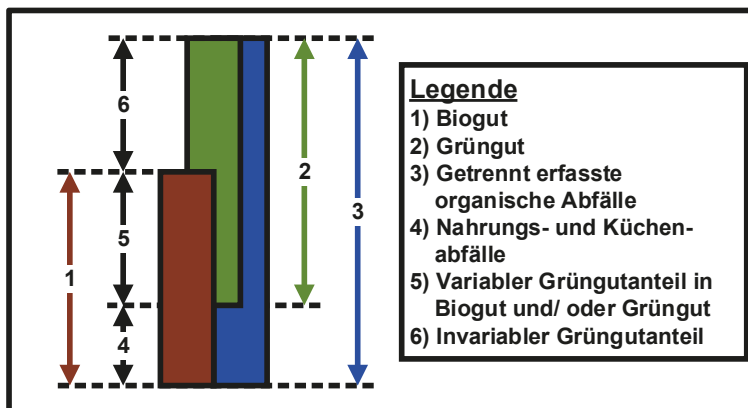 6
5
4
1
2
3
Legende
1) Biogut
2) Grüngut
3) Getrennt erfasste
organische Abfälle
4) Nahrungs- und Küchen-
abfälle
5) Variabler Grüngutanteil in
Biogut und/ oder Grüngut
6) Invariabler Grüngutanteil